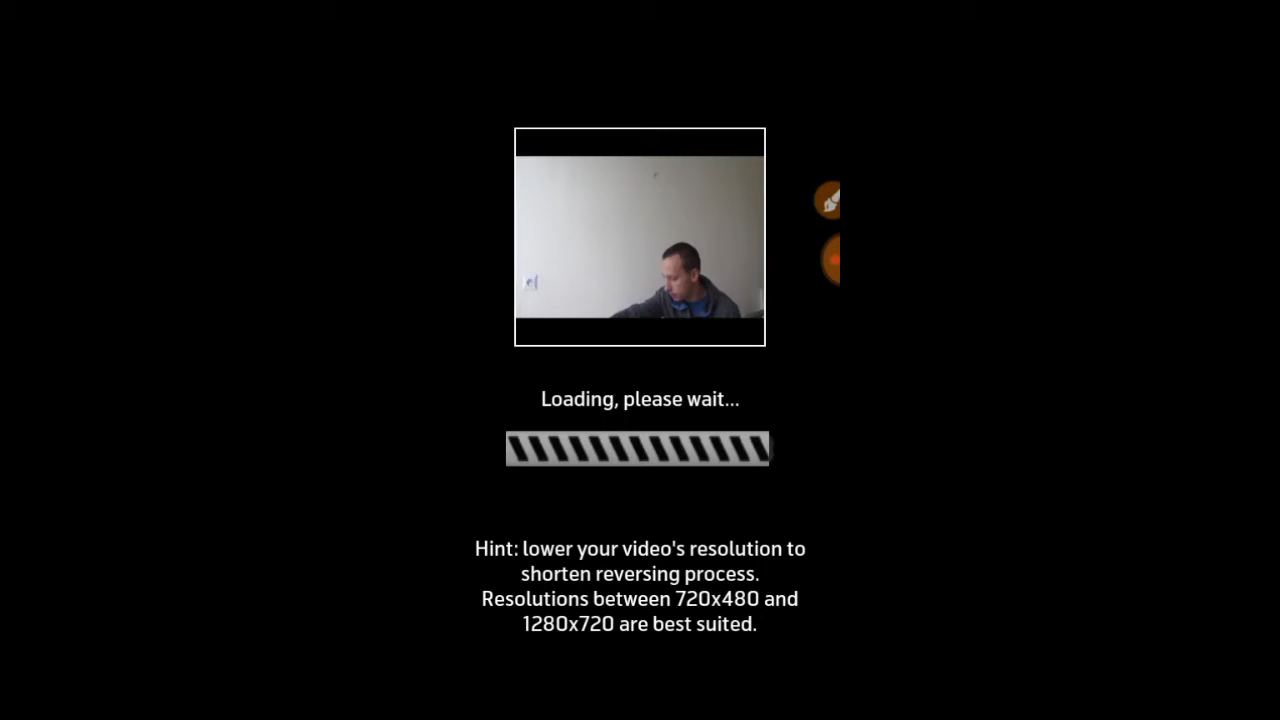 Loading, please wait...
Hint: lower your video's resolution to
shorten reversing process.
Resolutions between 720x480 and
1280x720 are best suited.